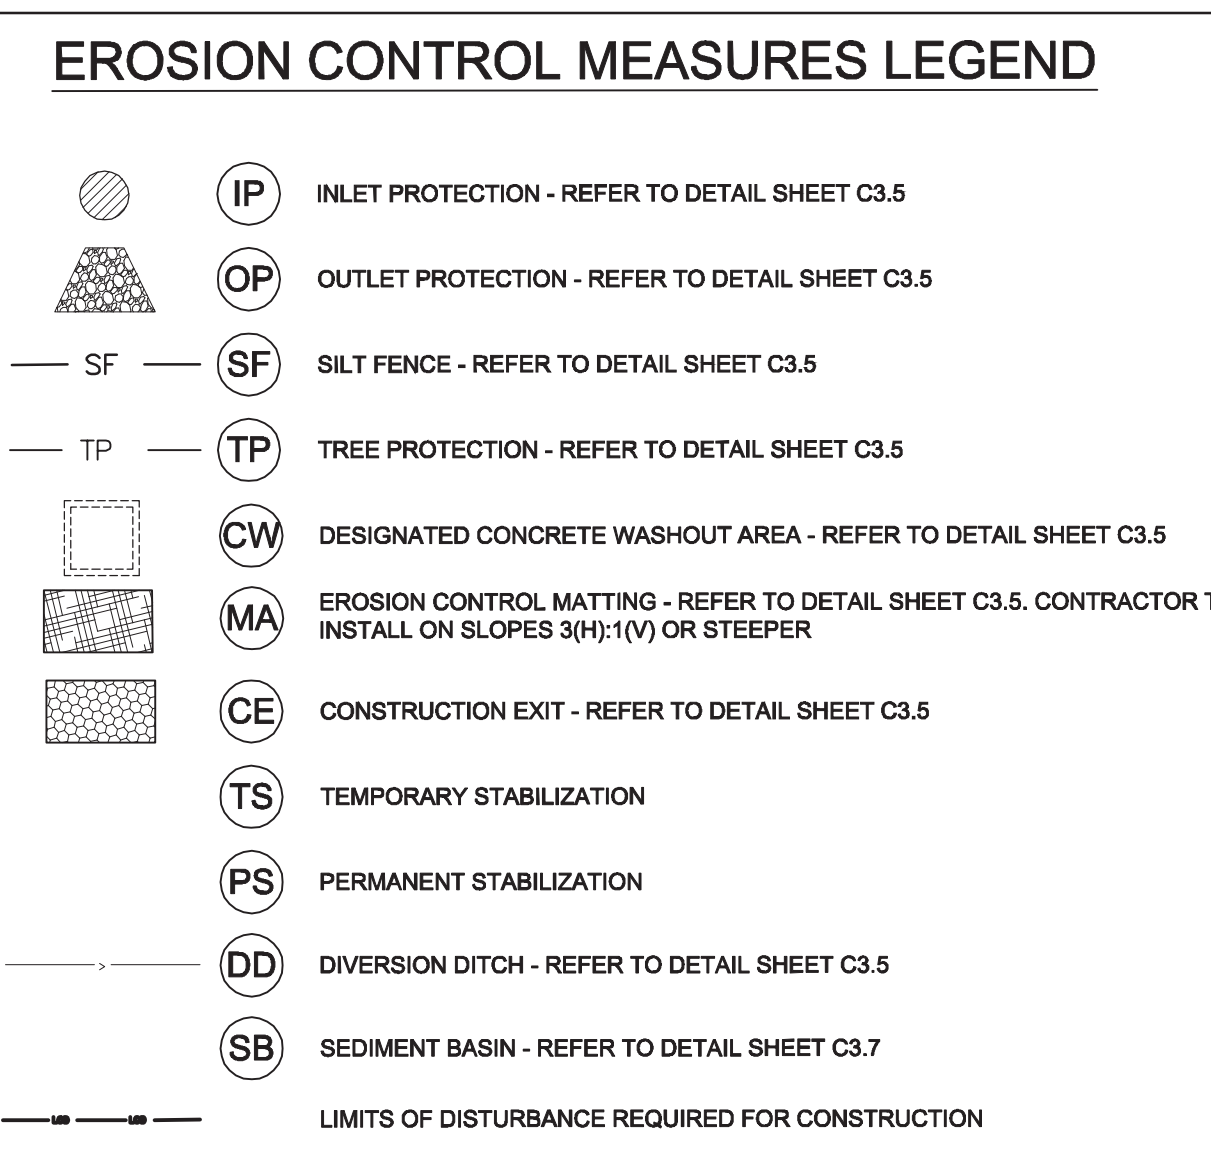 EROSION CONTROL MEASURES LEGEND
IP INLET PROTECTION - REFER TO DETAIL SHEET C3.5
OP OUTLET PROTECTION - REFER TO DETAIL SHEET C3.5
SF SF SILT FENCE - REFER TO DETAIL SHEET C3.5
TP TP TREE PROTECTION - REFER TO DETAIL SHEET C3.5
CW DESIGNATED CONCRETE WASHOUT AREA - REFER TO DETAIL SHEET C3.5
MA EROSION CONTROL MATTING - REFER TO DETAIL SHEET C3.5. CONTRACTOR
INSTALL ON SLOPES 3(H):1(V) OR STEEPER
CE CONSTRUCTION EXIT - REFER TO DETAIL SHEET C3.5
TS TEMPORARY STABILIZATION
PS PERMANENT STABILIZATION
DD DIVERSION DITCH - REFER TO DETAIL SHEET C3.5
SB SEDIMENT BASIN - REFER TO DETAIL SHEET C3.7
LIMITS OF DISTURBANCE REQUIRED FOR CONSTRUCTION